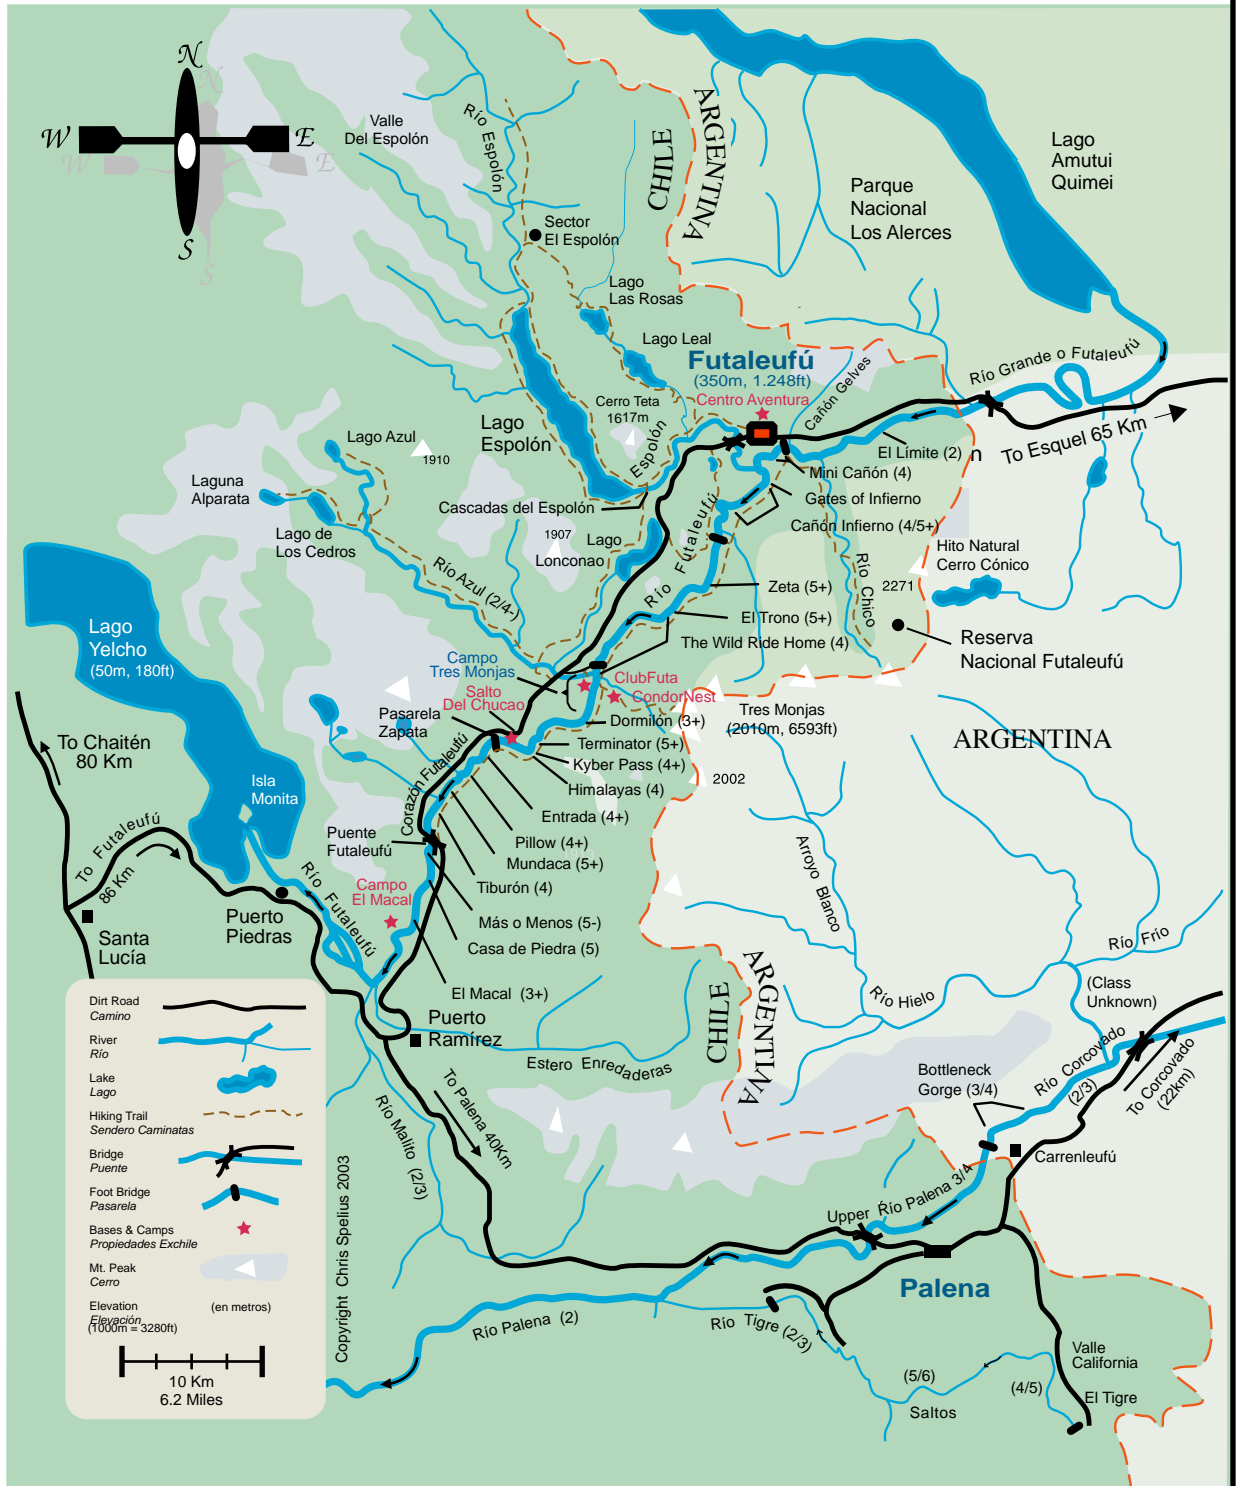 N
N
W
E
W
E
S
S
Valle
Del Espolón
Río Espolón
CHILE
ARGENTINA
Lago
Amutui
Quimei
Parque
Nacional
Los Alerces
Sector
El Espolón
Lago
Las Rosas
Lago Leal
Futaleufú
(350m, 1.248ft)
Centro Aventura
Cañón Gelves
Río Grande o Futaleufú
To Esquel 65 Km
n
El Límite (2)
Mini Cañón (4)
Gates of Infierno
Cañón Infierno (4/5+)
Cerro Teta
1617m
Espolón
Lago
Espolón
Cascadas del Espolón
Lago Azul
1910
Laguna
Alparata
Lago de
Los Cedros
1907
Lago
Lonconao
Río Azul (2/4-)
Río Futaleufú
Río Chico
2271
Hito Natural
Cerro Cónico
Reserva
Nacional Futaleufú
Zeta (5+)
El Trono (5+)
The Wild Ride Home (4)
Lago
Yelcho
(50m, 180ft)
Campo
Tres Monjas
Salto
Del Chucao
ClubFuta
CondorNest
Pasarela
Zapata
Dormilón (3+)
Tres Monjas
(2010m, 6593ft)
ARGENTINA
Terminator (5+)
Kyber Pass (4+)
Himalayas (4)
2002
Entrada (4+)
Pillow (4+)
Mundaca (5+)
Tiburón (4)
Más o Menos (5-)
Casa de Piedra (5)
El Macal (3+)
Corazón Futaleufú
Puente
Futaleufú
Campo
El Macal
To Chaitén
80 Km
Isla
Monita
To Futaleufú
86 Km
Río Futaleufú
Puerto
Piedras
Santa
Lucía
Puerto
Ramírez
Estero Enredaderas
Arroyo Blanco
Río Frío
Río Hielo
(Class
Unknown)
CHILE
ARGENTINA
Bottleneck
Gorge (3/4)
Río Corcovado
(2/3)
To Corcovado
(22km)
Carrenleufú
To Palena 40Km
Río Malito (2/3)
Upper Río Palena 3/4
Palena
Río Palena (2)
Río Tigre (2/3)
(5/6)
Saltos
(4/5)
Valle
California
El Tigre
Copyright Chris Spelius 2003
Dirt Road
Camino
River
Río
Lake
Lago
Hiking Trail
Sendero Caminatas
Bridge
Puente
Foot Bridge
Pasarela
Bases & Camps
Propiedades Exchile
Mt. Peak
Cerro
Elevation
Elevación
(en metros)
(1000m = 3280ft)
10 Km
6.2 Miles